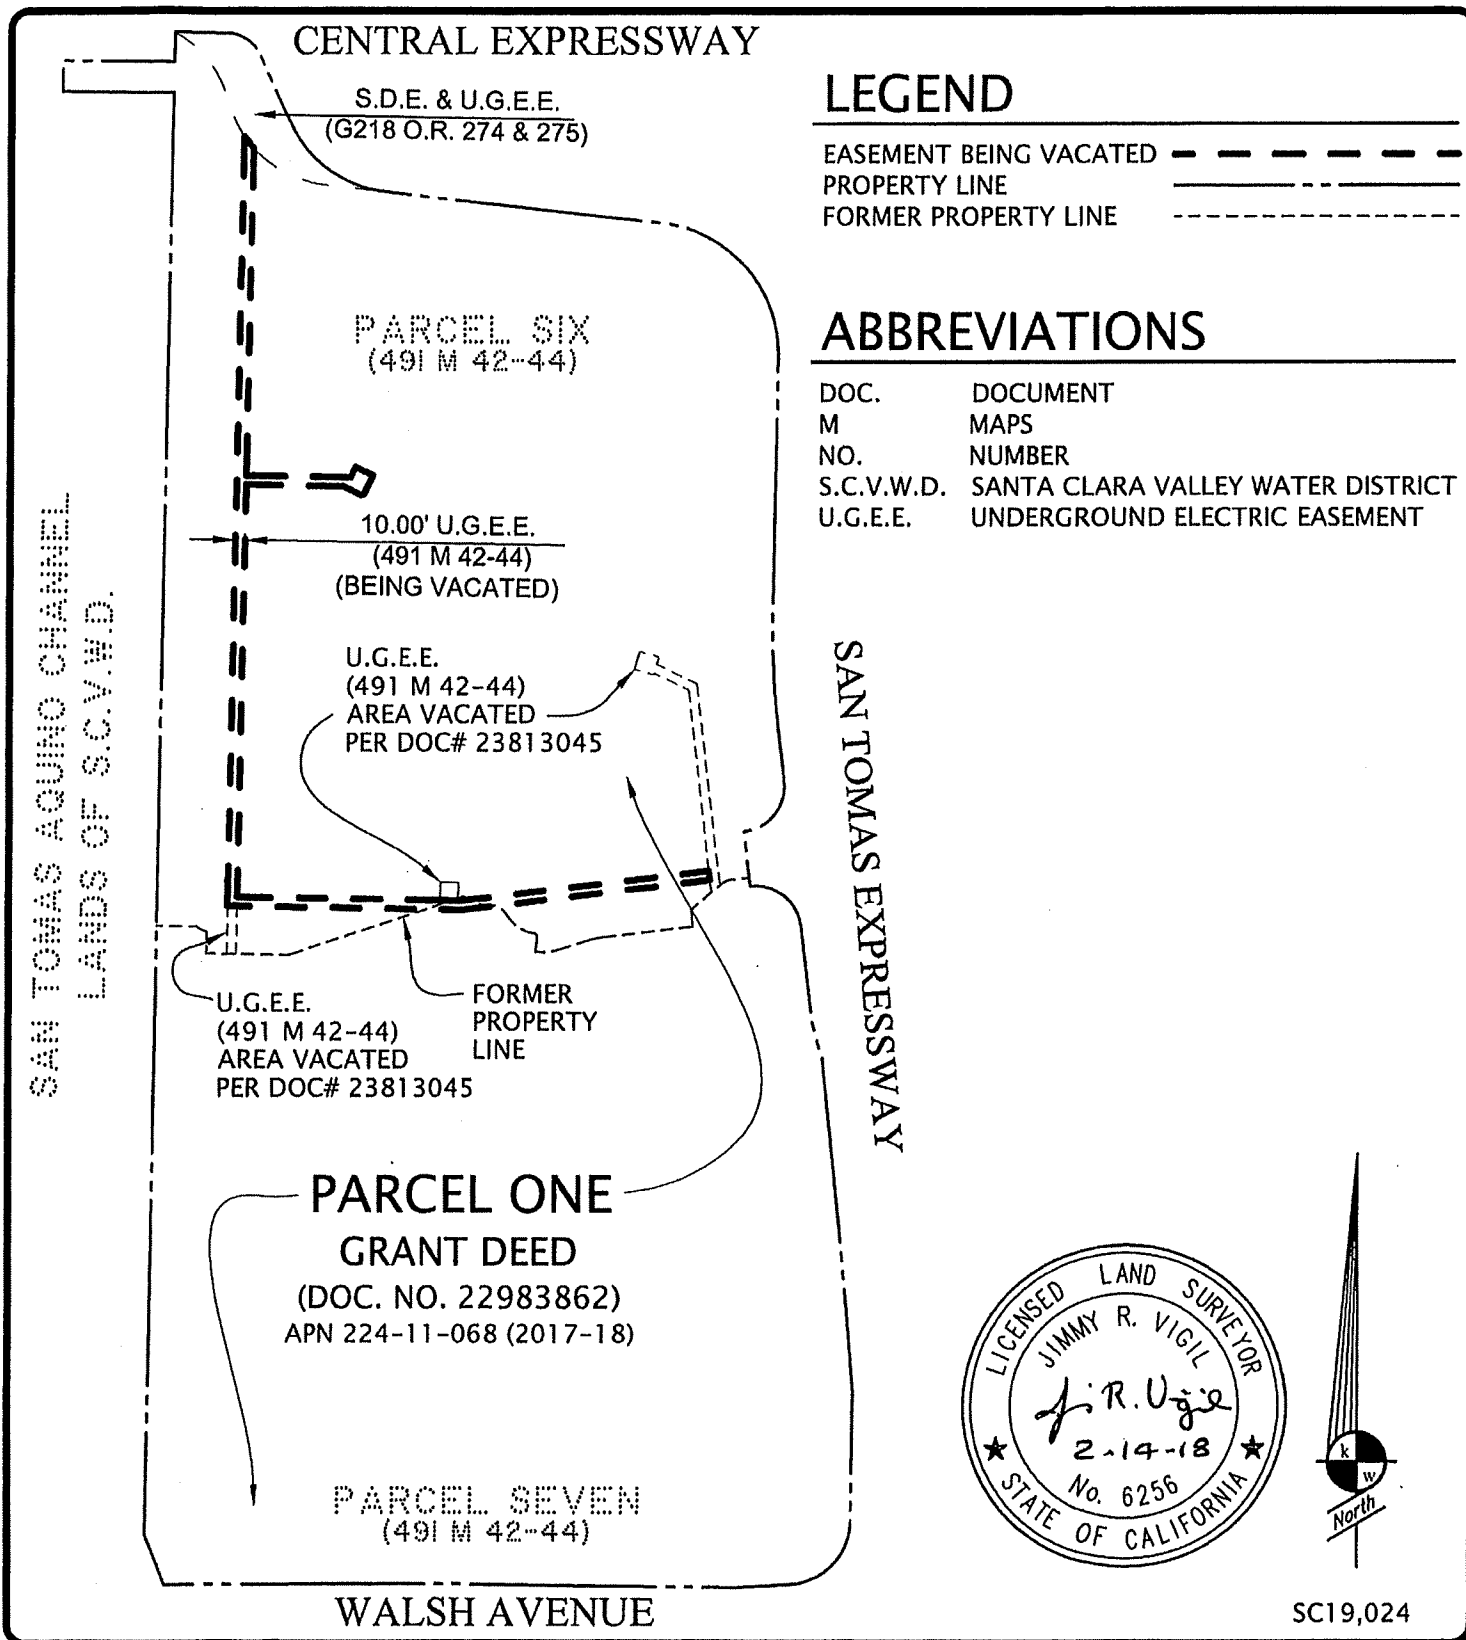 CENTRAL EXPRESSWAY
S.D.E. & U.G.E.E.
(G218 O.R. 274 & 275)
LEGEND
EASEMENT BEING VACATED
PROPERTY LINE
FORMER PROPERTY LINE
PARCEL SIX
(491 M 42-44)
ABBREVIATIONS
DOC. DOCUMENT
M MAPS
NO. NUMBER
S.C.V.W.D. SANTA CLARA VALLEY WATER DISTRICT
U.G.E.E. UNDERGROUND ELECTRIC EASEMENT
10.00' U.G.E.E.
(491 M 42-44)
(BEING VACATED)
SAN TOMAS AQUINO CHANNEL
LANDS OF S.C.V.W.D.
U.G.E.E.
(491 M 42-44)
AREA VACATED
PER DOC# 23813045
SAN TOMAS EXPRESSWAY
U.G.E.E.
(491 M 42-44)
AREA VACATED
PER DOC# 23813045
FORMER
PROPERTY
LINE
PARCEL ONE
GRANT DEED
(DOC. NO. 22983862)
APN 224-11-068 (2017-18)
PARCEL SEVEN
(491 M 42-44)
WALSH AVENUE
LICENSED LAND SURVEYOR
JIMMY R. VIGIL
Ji R. Vigil
2-14-18
No. 6256
STATE OF CALIFORNIA
k
w
North
SC19,024